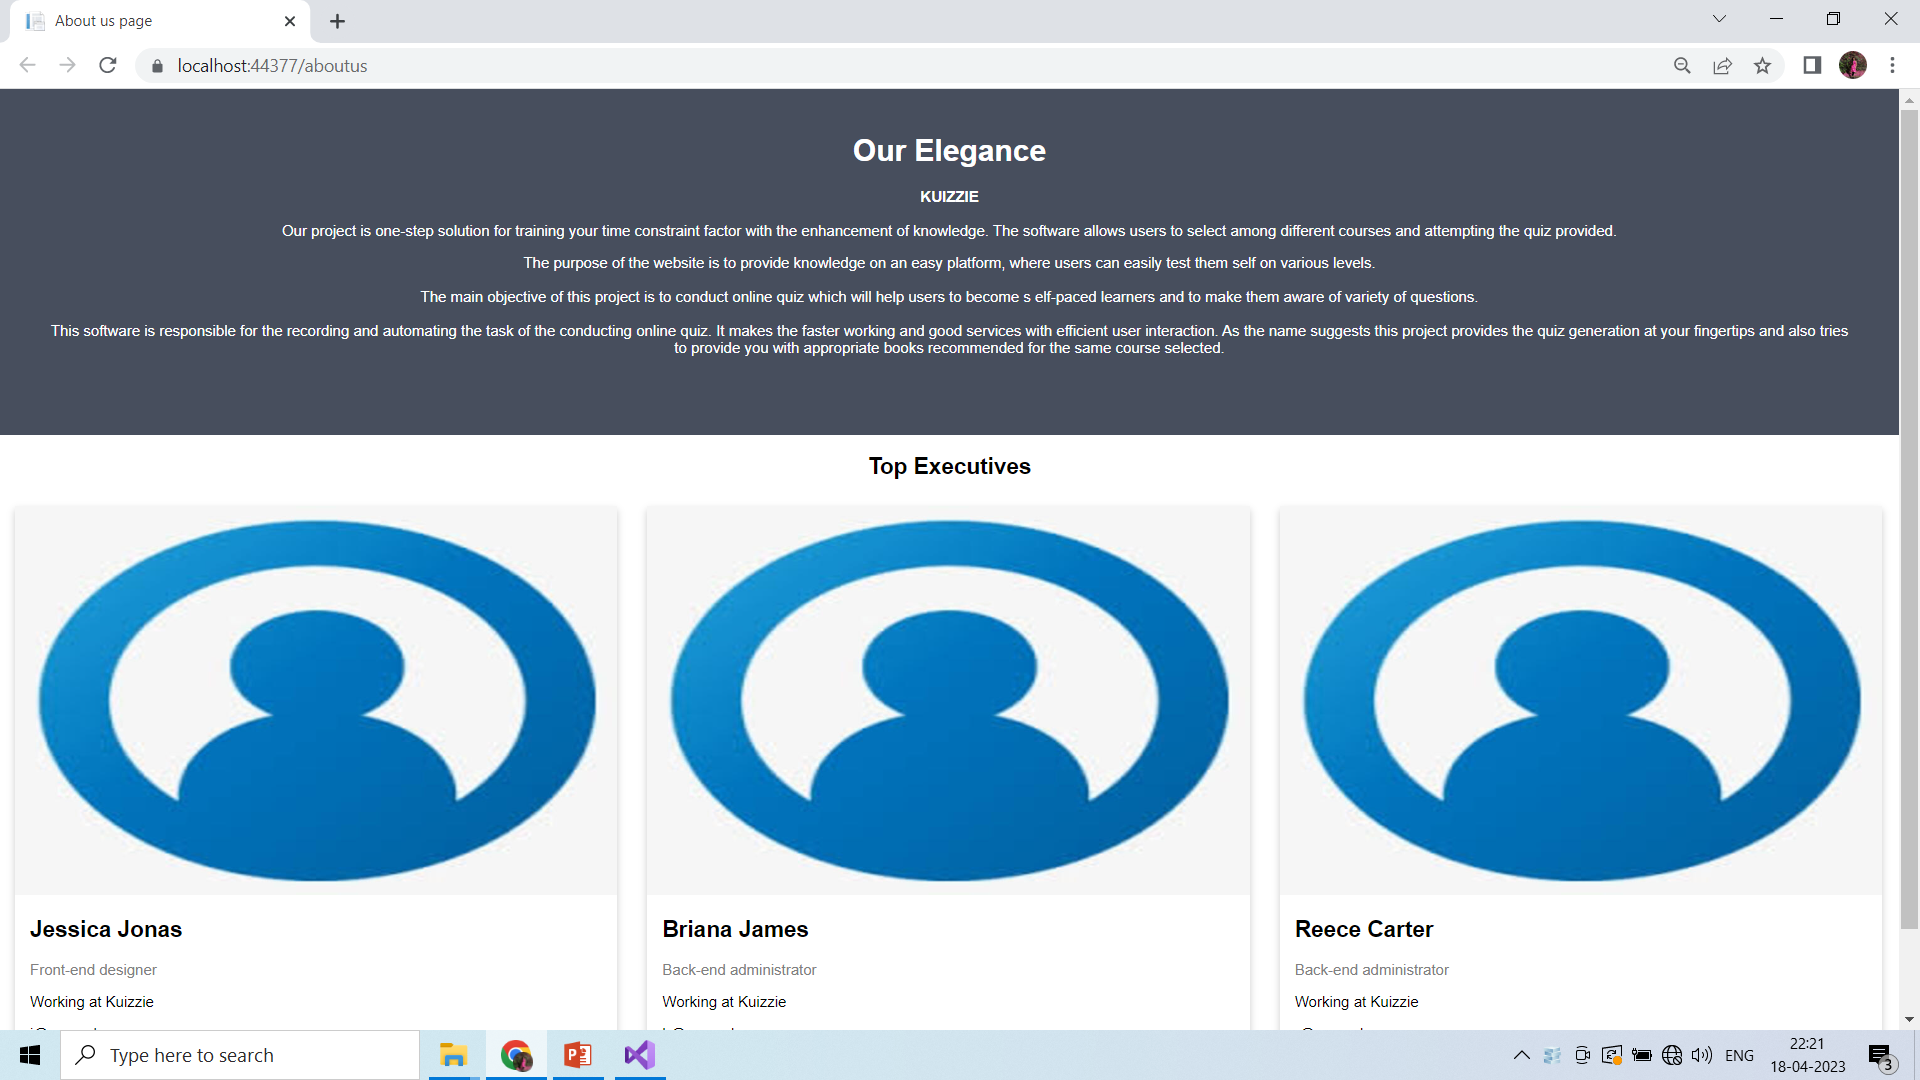 About us page
localhost:44377/aboutus
Our Elegance
KUIZZIE
Our project is one-step solution for training your time constraint factor with the enhancement of knowledge. The software allows users to select among different courses and attempting the quiz provided.
The purpose of the website is to provide knowledge on an easy platform, where users can easily test them self on various levels.
The main objective of this project is to conduct online quiz which will help users to become s elf-paced learners and to make them aware of variety of questions.
This software is responsible for the recording and automating the task of the conducting online quiz. It makes the faster working and good services with efficient user interaction. As the name suggests this project provides the quiz generation at your fingertips and also tries
to provide you with appropriate books recommended for the same course selected.
Top Executives
Jessica Jonas
Front-end designer
Working at Kuizzie
Briana James
Back-end administrator
Working at Kuizzie
Reece Carter
Back-end administrator
Working at Kuizzie
Type here to search
ENG
22:21
18-04-2023
3